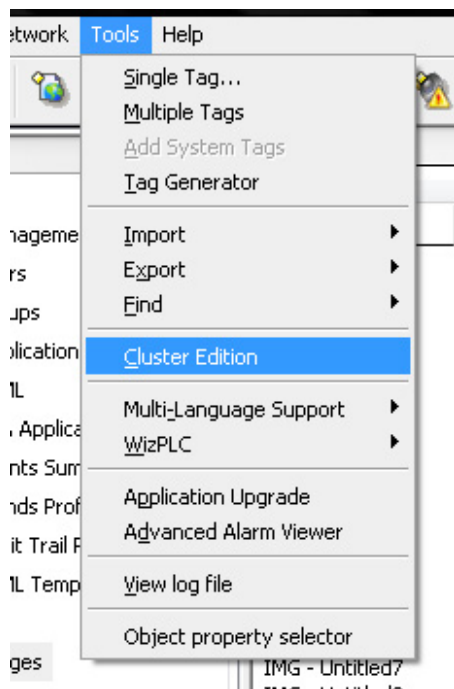 etwork Tools Help
Single Tag...
Multiple Tags
Add System Tags
Tag Generator
nageme
Import
rs
Export
ups
Find
plication
Cluster Edition
ML
Multi-Language Support
& Applica
WizPLC
nts Sum
Application Upgrade
nds Prof
Advanced Alarm Viewer
it Trail P
ML Temp
View log file
Object property selector
ges
IMG - Untitled7